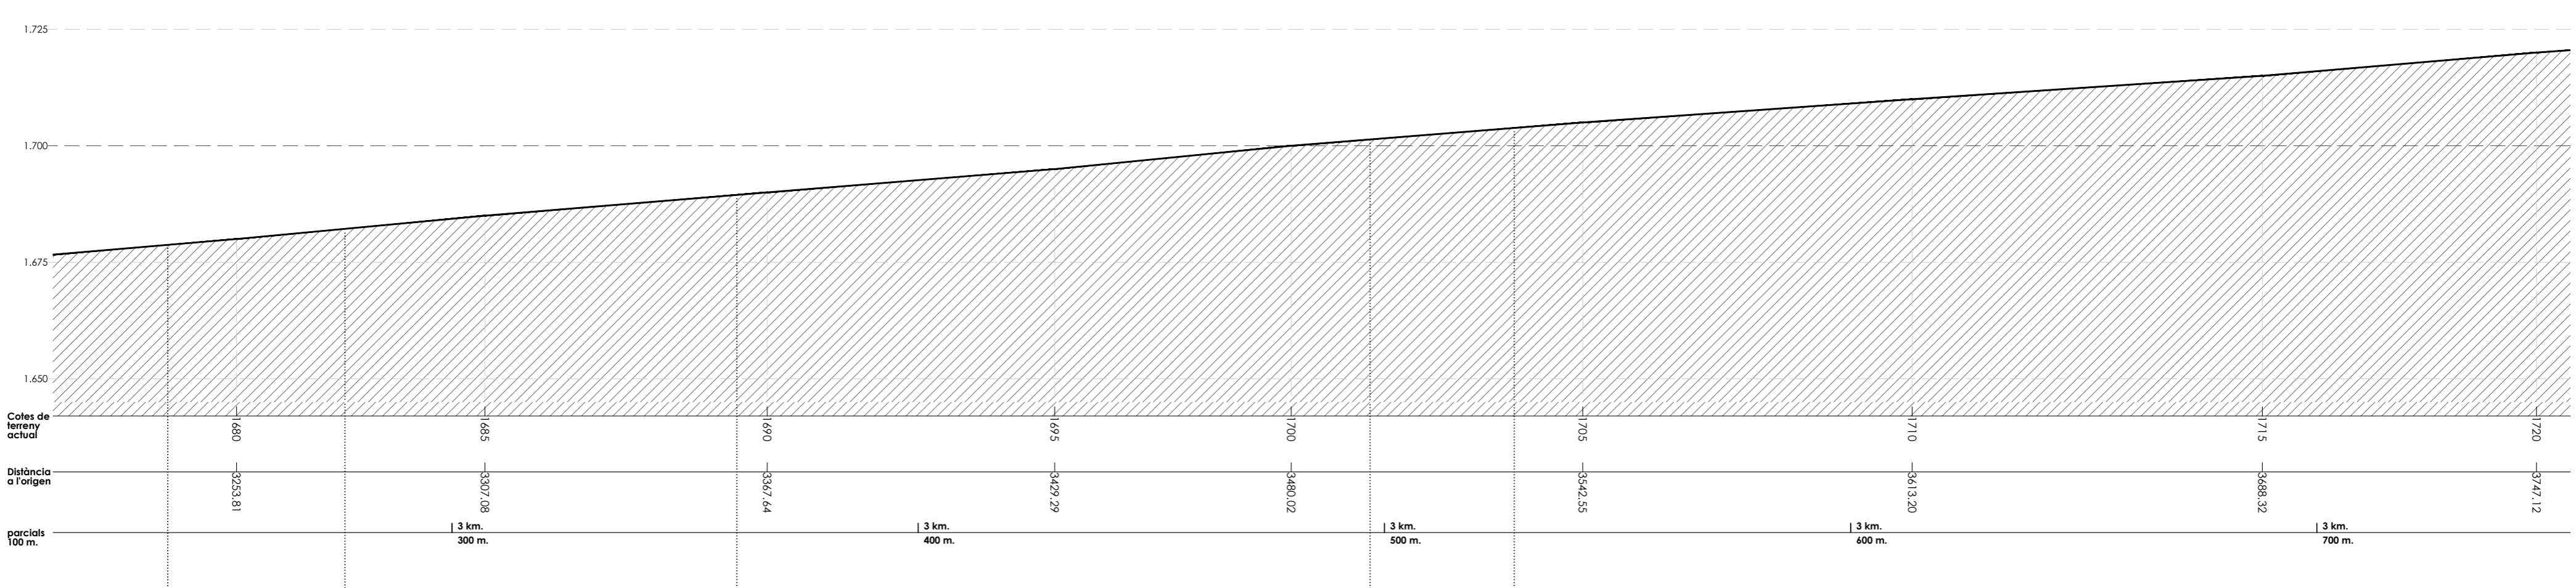 1.725
1.700
1.675
1.650
Cotes de
terreny
actual
1680
1685
1690
1695
1700
1705
1710
1715
1720
Distància
a l'origen
3253.81
3307.08
3367.64
3429.29
3480.02
3542.55
3613.20
3688.32
3747.12
parcials
100 m.
3 km.
300 m.
3 km.
400 m.
3 km.
500 m.
3 km.
600 m.
3 km.
700 m.